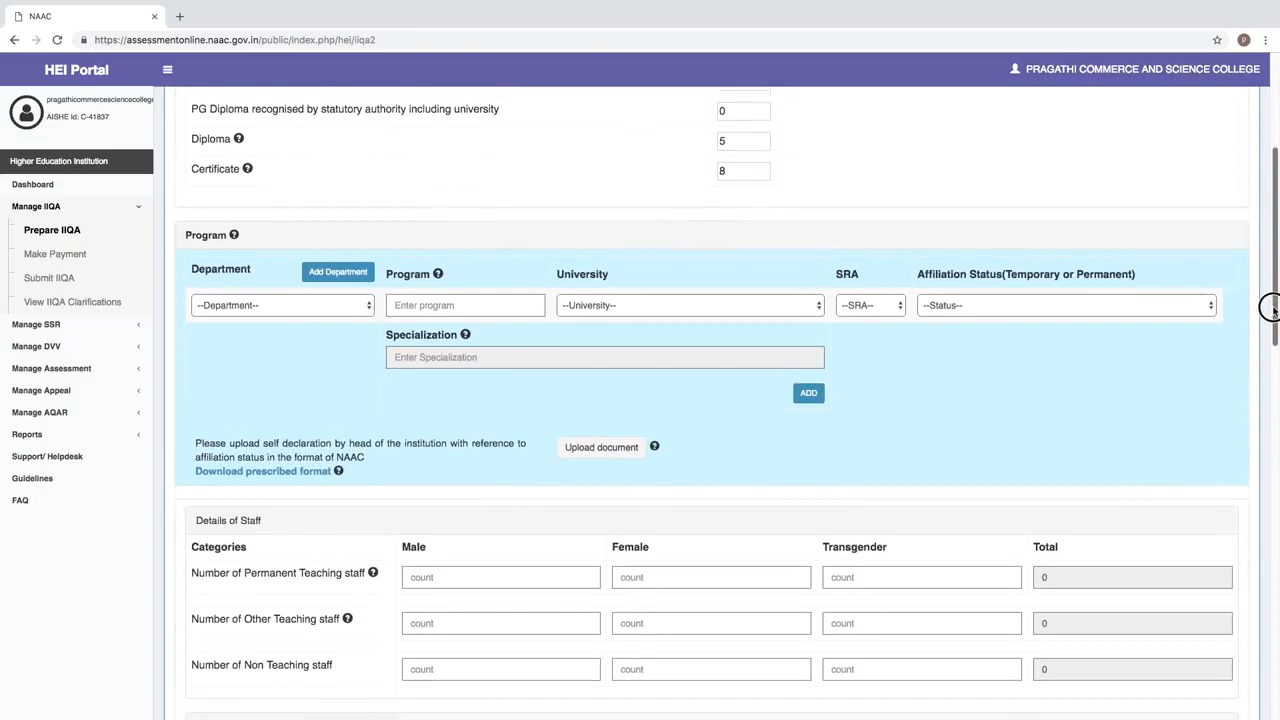 NAAC
https://assessmentonline.naac.gov.in/public/index.php/hei/iiqa2
P
HEI Portal
PRAGATHI COMMERCE AND SCIENCE COLLEGE
pragathicommercesciencecollege
AISHE Id: C-41837
Higher Education Institution
Dashboard
Manage IIQA
Prepare IIQA
Make Payment
Submit IIQA
View IIQA Clarifications
Manage SSR
Manage DVV
Manage Assessment
Manage Appeal
Manage AQAR
Reports
Support/ Helpdesk
Guidelines
FAQ
PG Diploma recognised by statutory authority including university 0
Diploma 5
Certificate 8
Program
Department Add Department Program University SRA Affiliation Status(Temporary or Permanent)
--Department-- Enter program --University-- --SRA-- --Status--
Specialization
Enter Specialization
ADD
Please upload self declaration by head of the institution with reference to
affiliation status in the format of NAAC
Upload document
Download prescribed format
Details of Staff
Categories Male Female Transgender Total
Number of Permanent Teaching staff count count count 0
Number of Other Teaching staff count count count 0
Number of Non Teaching staff count count count 0